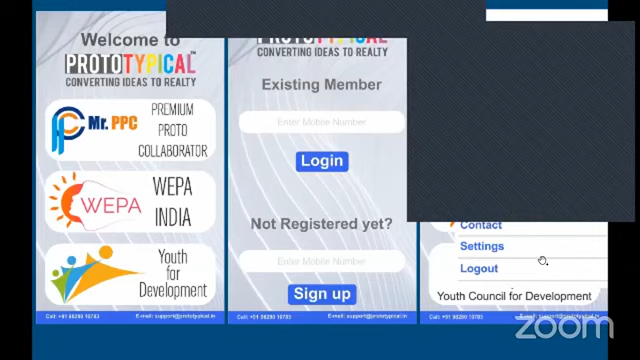 Welcome to
PROTOTYPICAL™
CONVERTING IDEAS TO REALTY
Mr. PPC
PREMIUM
PROTO
COLLABORATOR
WEPA
WEPA
INDIA
Youth
for
Development
Call: +91 98290 10783
E-mail: support@prototypical.in
PROTOTYPICAL
CONVERTING IDEAS TO REALTY
Existing Member
Enter Mobile Number
Login
Not Registered yet?
Enter Mobile Number
Sign up
Call: +91 98290 10783
E-mail: support@prototypical.in
Contact
Settings
Logout
Youth Council for Development
Call: +91 98290 10783
zoom